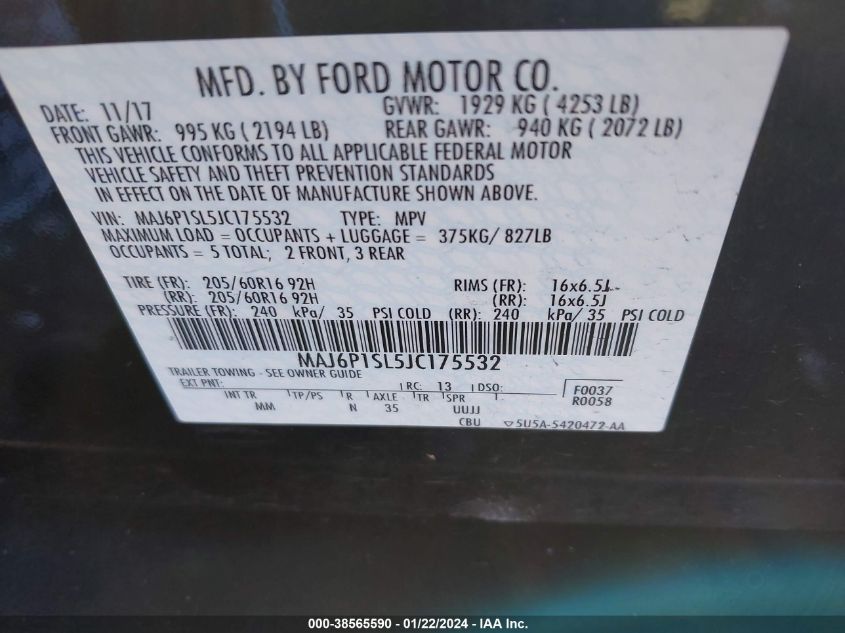 MFD. BY FORD MOTOR CO.
DATE: 11/17 GVWR: 1929 KG ( 4253 LB)
FRONT GAWR: 995 KG ( 2194 LB) REAR GAWR: 940 KG ( 2072 LB)
THIS VEHICLE CONFORMS TO ALL APPLICABLE FEDERAL MOTOR
VEHICLE SAFETY AND THEFT PREVENTION STANDARDS
IN EFFECT ON THE DATE OF MANUFACTURE SHOWN ABOVE.
VIN: MAJ6P1SL5JC175532 TYPE: MPV
MAXIMUM LOAD = OCCUPANTS + LUGGAGE = 375KG/ 827LB
OCCUPANTS = 5 TOTAL; 2 FRONT, 3 REAR
TIRE (FR): 205/60R16 92H RIMS (FR): 16x6.5J
(RR): 205/60R16 92H (RR): 16x6.5J
PRESSURE (FR): 240 kPa/ 35 PSI COLD (RR): 240 kPa/ 35 PSI COLD
MAJ6P1SL5JC175532
TRAILER TOWING - SEE OWNER GUIDE
EXT PNT: RC: 13 DSO: F0037
INT TR TP/PS R AXLE TR SPR R0058
MM N 35 UUJJ
CBU 5U5A-5420472-AA
000-38565590 - 01/22/2024 - IAA Inc.